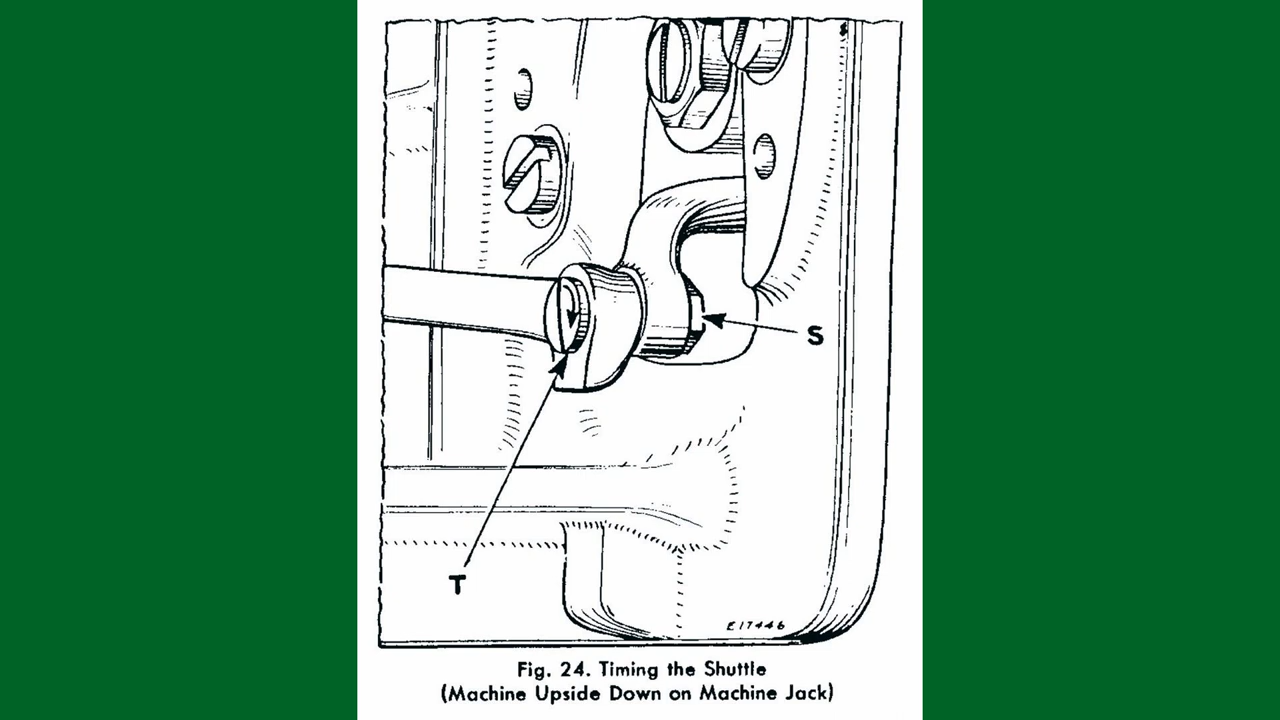 S
T
E17446
Fig. 24. Timing the Shuttle
(Machine Upside Down on Machine Jack)